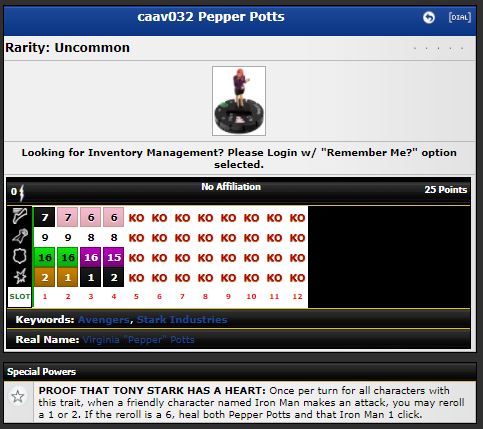 caav032 Pepper Potts
[DIAL]
Rarity: Uncommon
Looking for Inventory Management? Please Login w/ "Remember Me?" option
selected.
0
No Affiliation
25 Points
7 7 6 6 KO KO KO KO KO KO KO KO
9 9 8 8 KO KO KO KO KO KO KO KO
16 16 16 15 KO KO KO KO KO KO KO KO
2 1 1 2 KO KO KO KO KO KO KO KO
SLOT 1 2 3 4 5 6 7 8 9 10 11 12
Keywords: Avengers, Stark Industries
Real Name: Virginia "Pepper" Potts
Special Powers
PROOF THAT TONY STARK HAS A HEART: Once per turn for all characters with
this trait, when a friendly character named Iron Man makes an attack, you may reroll
a 1 or 2. If the reroll is a 6, heal both Pepper Potts and that Iron Man 1 click.